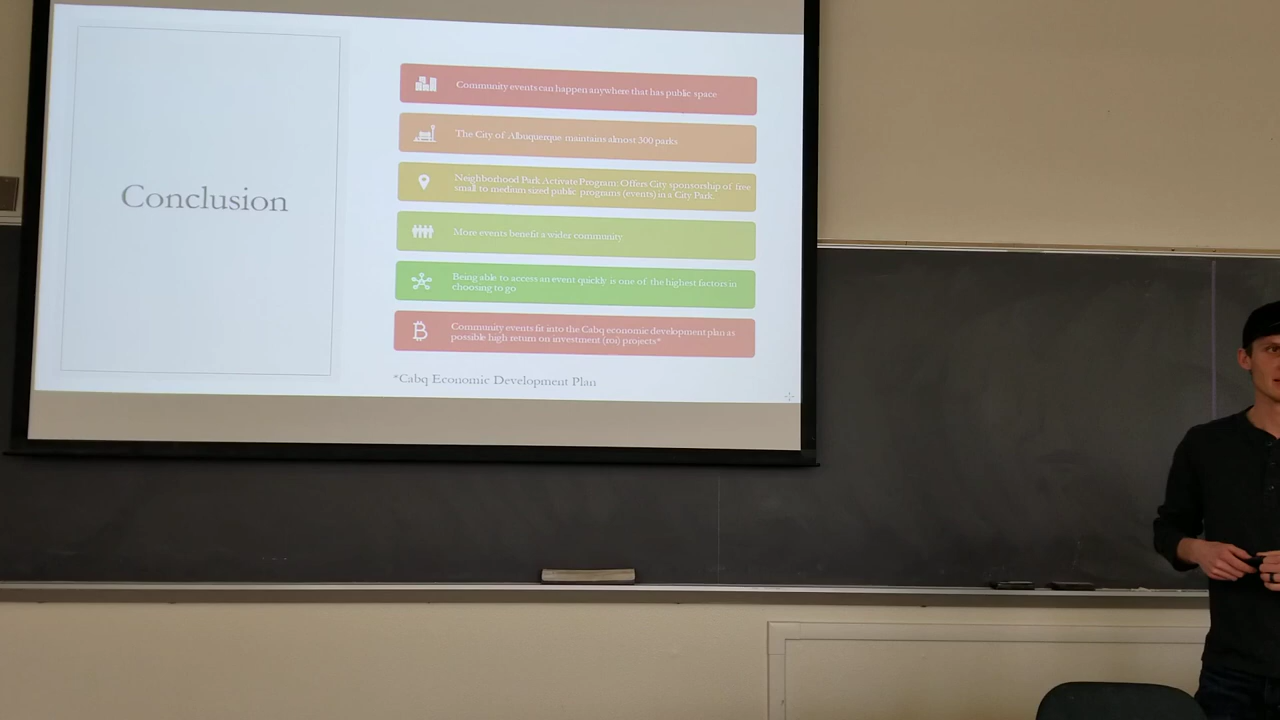 Conclusion
Community events can happen anywhere that has public space
The City of Albuquerque maintains almost 300 parks
Neighborhood Park Activate Program: Offers City sponsorship of free
small to medium sized public programs (events) in a City Park
More events benefit a wider community
Being able to access an event quickly is one of the highest factors in
choosing to go
Community events fit into the Cabq economic development plan as
possible high return on investment (roi) projects*
*Cabq Economic Development Plan